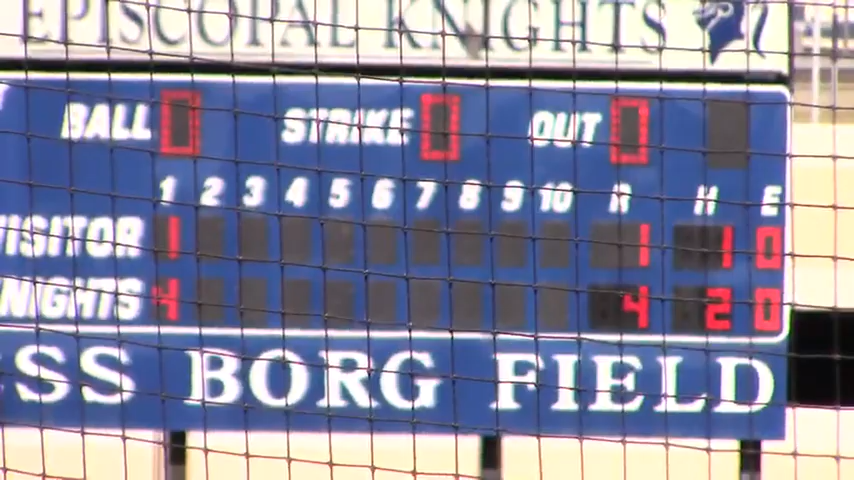 EPISCOPAL KNIGHTS
BALL 0 STRIKE 0 OUT 0
1 2 3 4 5 6 7 8 9 10 R H E
VISITOR 1 1 1 0
KNIGHTS 4 4 2 0
BORG FIELD